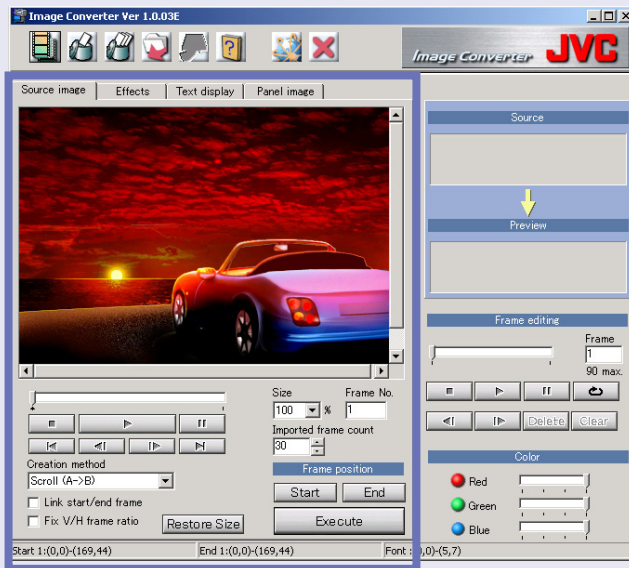 Image Converter Ver 1.0.03E
Image Converter JVC
Source image Effects Text display Panel image
Source
Preview
Frame editing
Frame
1
90 max.
Size Frame No.
100 % 1
Imported frame count
30
Delete Clear
Creation method
Scroll (A->B)
Frame position
Color
Link start/end frame
Start End
Red
Fix V/H frame ratio
Restore Size
Execute
Green
Blue
Start 1:(0,0)-(169,44) End 1:(0,0)-(169,44) Font :(0,0)-(5,7)